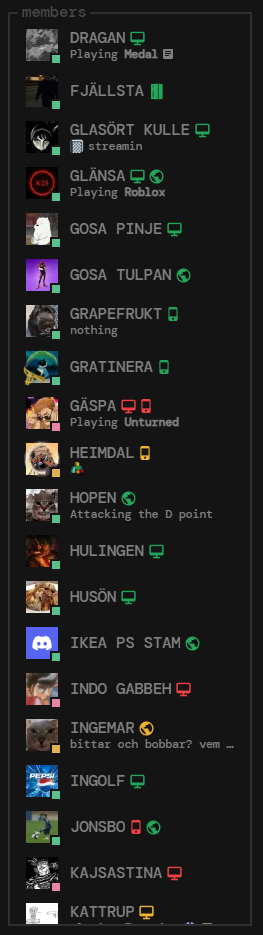 members
DRAGAN
Playing Medal
FJÄLLSTA
GLASÖRT KULLE
streamin
GLÄNSA
Playing Roblox
GOSA PINJE
GOSA TULPAN
GRAPEFRUKT
nothing
GRATINERA
GÄSPA
Playing Unturned
HEIMDAL
HOPEN
Attacking the D point
HULINGEN
HUSÖN
IKEA PS STAM
INDO GABBEH
INGEMAR
bittar och bobbar? vem …
INGOLF
JONSBO
KAJSASTINA
KATTRUP